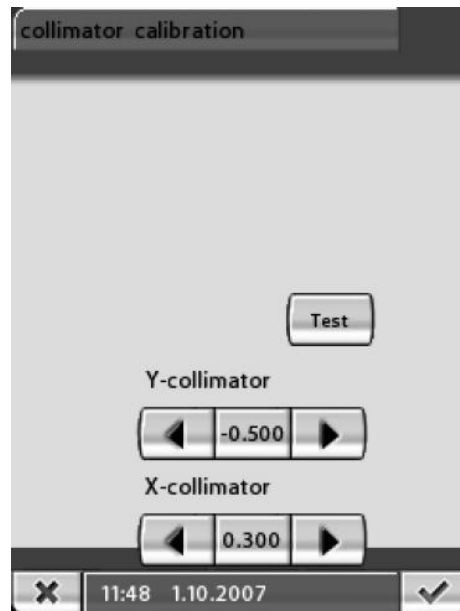 collimator calibration
Test
Y-collimator
-0.500
X-collimator
0.300
11:48 1.10.2007